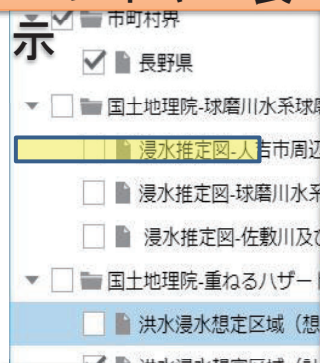 示
市町村界
長野県
国土地理院-球磨川水系球磨
浸水推定図-人吉市周辺
浸水推定図-球磨川水系
浸水推定図-佐敷川及び
国土地理院-重ねるハザード
洪水浸水想定区域（想